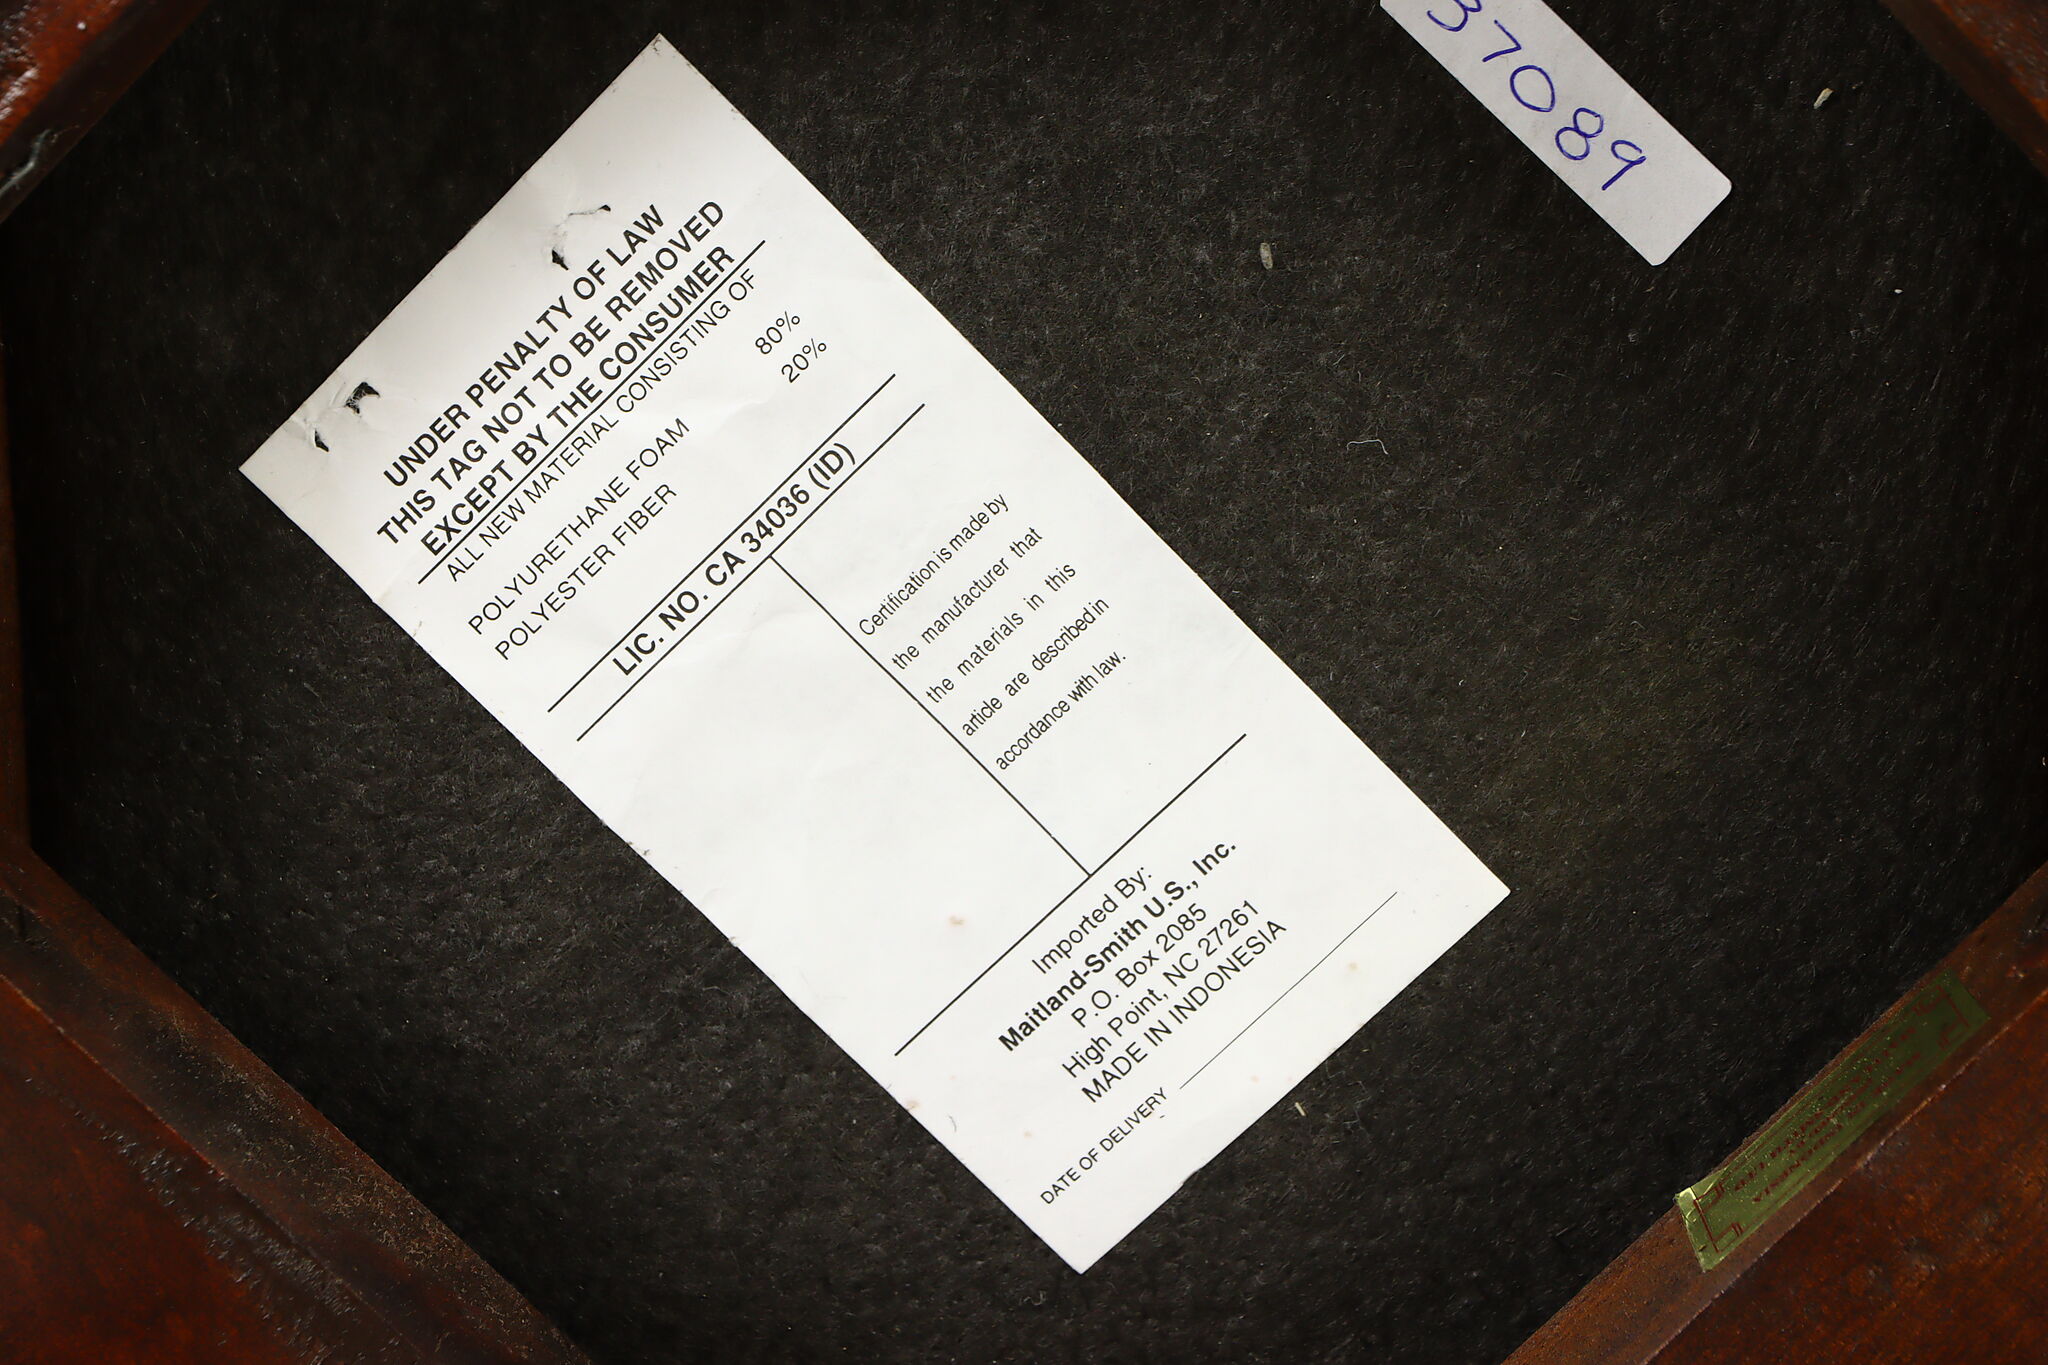 UNDER PENALTY OF LAW
THIS TAG NOT TO BE REMOVED
EXCEPT BY THE CONSUMER
ALL NEW MATERIAL CONSISTING OF
POLYURETHANE FOAM 80%
POLYESTER FIBER 20%
LIC. NO. CA 34036 (ID)
Certification is made by
the manufacturer that
the materials in this
article are described in
accordance with law.
Imported By:
Maitland-Smith U.S., Inc.
P.O. Box 2085
High Point, NC 27261
MADE IN INDONESIA
DATE OF DELIVERY
37089